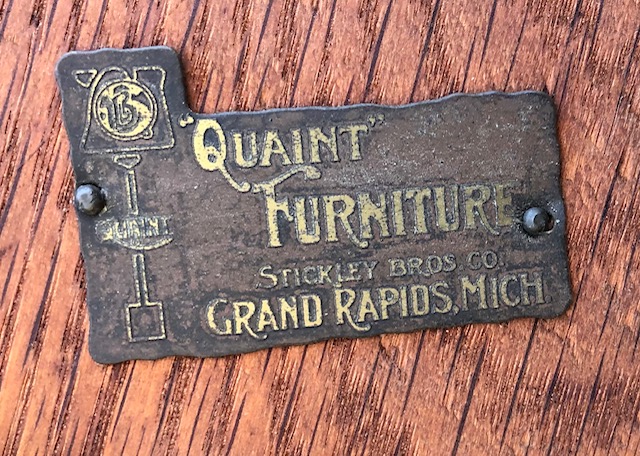 "QUAINT"
FURNITURE
STICKLEY BROS. CO.
GRAND RAPIDS, MICH.
QUAINT